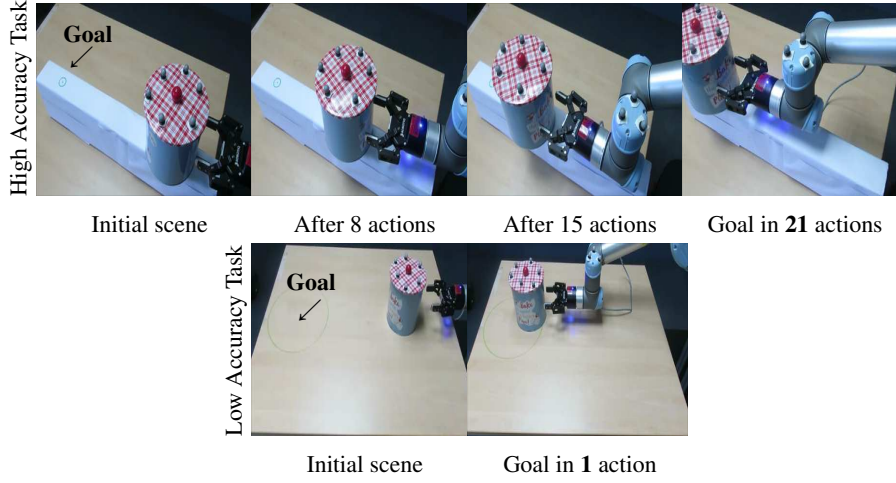 High Accuracy Task
Goal
Initial scene
After 8 actions
After 15 actions
Goal in 21 actions
Low Accuracy Task
Goal
Initial scene
Goal in 1 action